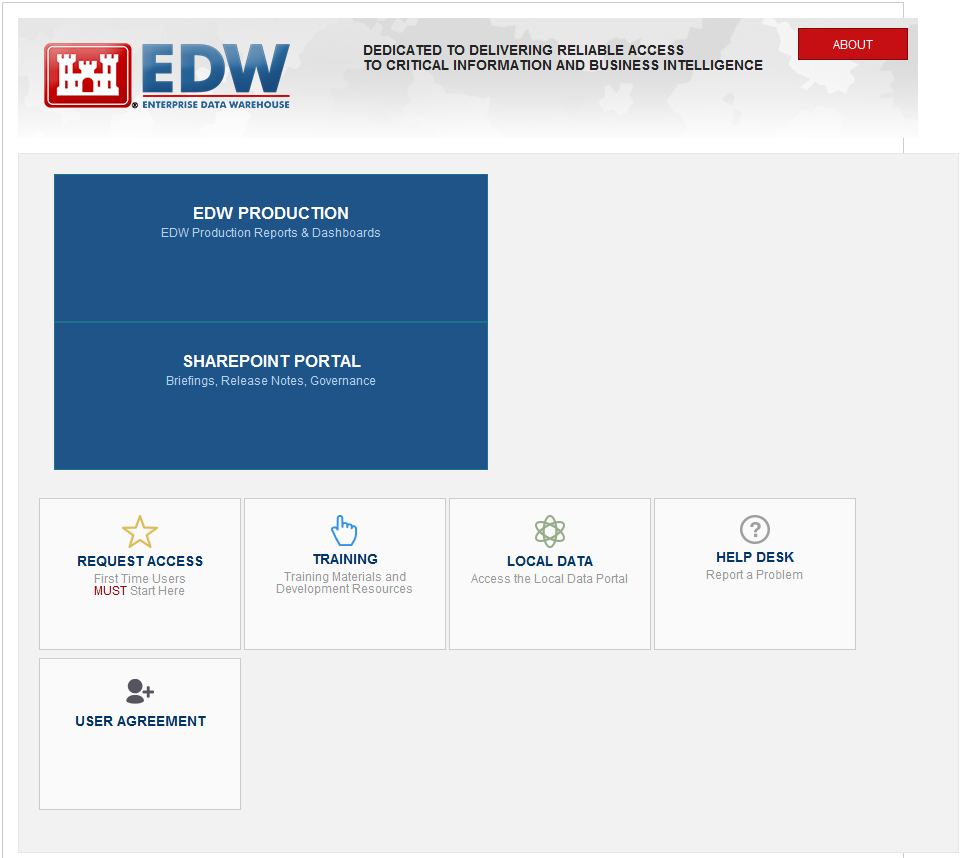 EDW
ENTERPRISE DATA WAREHOUSE
®
DEDICATED TO DELIVERING RELIABLE ACCESS
TO CRITICAL INFORMATION AND BUSINESS INTELLIGENCE
ABOUT
EDW PRODUCTION
EDW Production Reports & Dashboards
SHAREPOINT PORTAL
Briefings, Release Notes, Governance
REQUEST ACCESS
First Time Users
MUST Start Here
TRAINING
Training Materials and
Development Resources
LOCAL DATA
Access the Local Data Portal
?
HELP DESK
Report a Problem
USER AGREEMENT